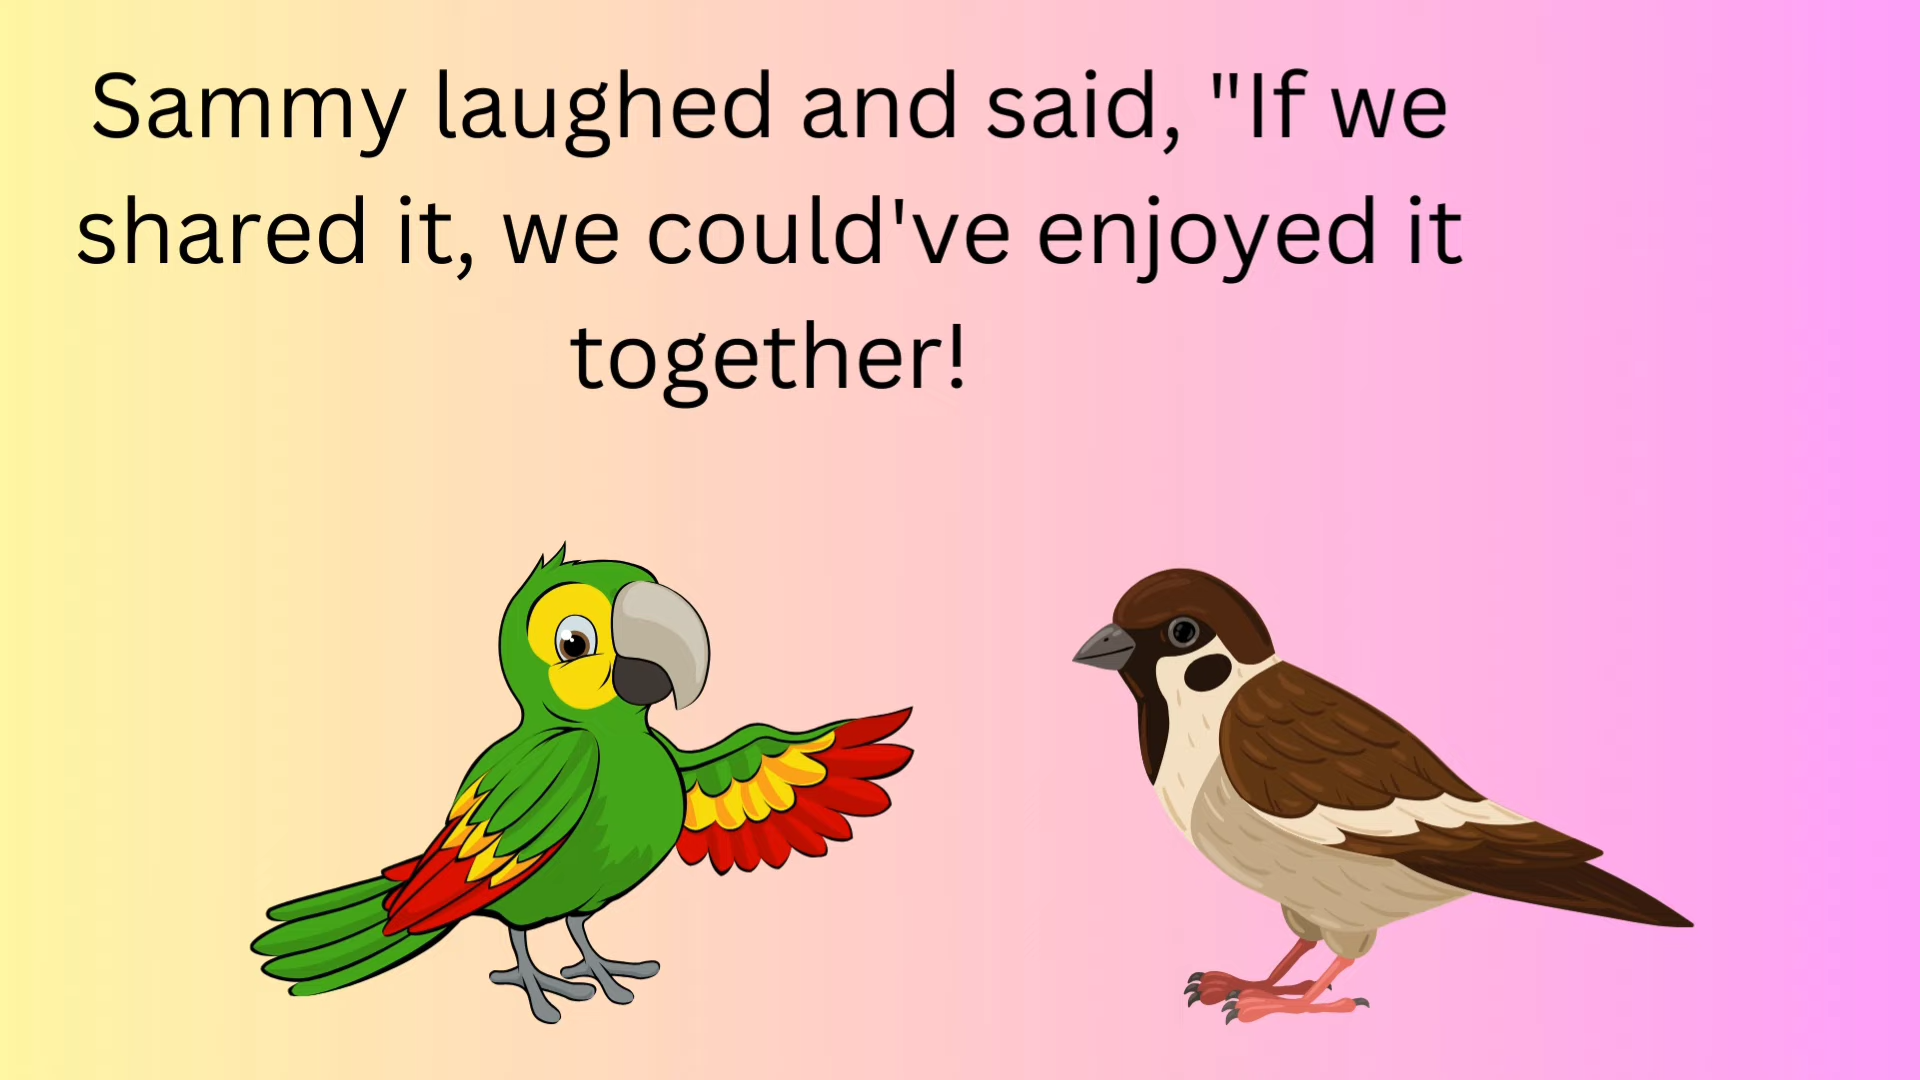 Sammy laughed and said, "If we
shared it, we could've enjoyed it
together!